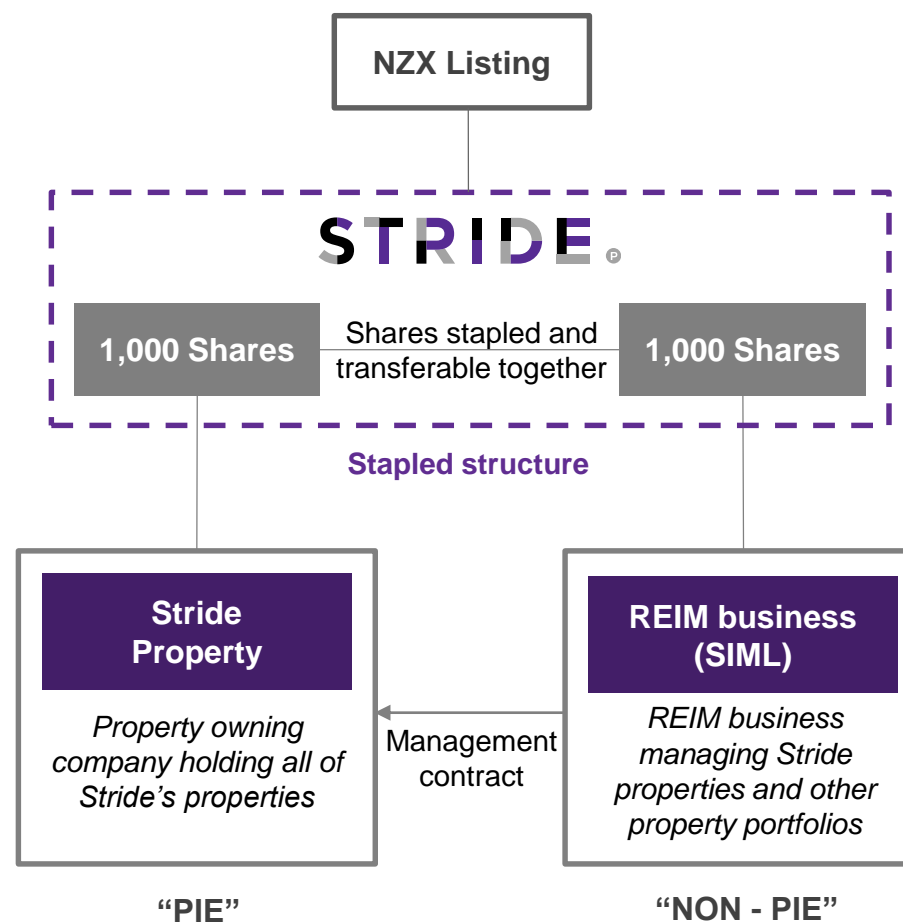 NZX Listing
STRIDE P
1,000 Shares
Shares stapled and
transferable together
1,000 Shares
Stapled structure
Stride
Property
Property owning
company holding all of
Stride’s properties
Management
contract
REIM business
(SIML)
REIM business
managing Stride
properties and other
property portfolios
“PIE”
“NON - PIE”